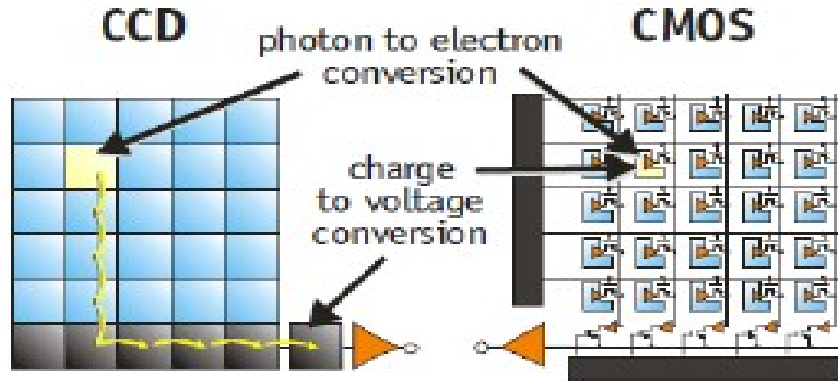 CCD
CMOS
photon to electron
conversion
charge
to voltage
conversion